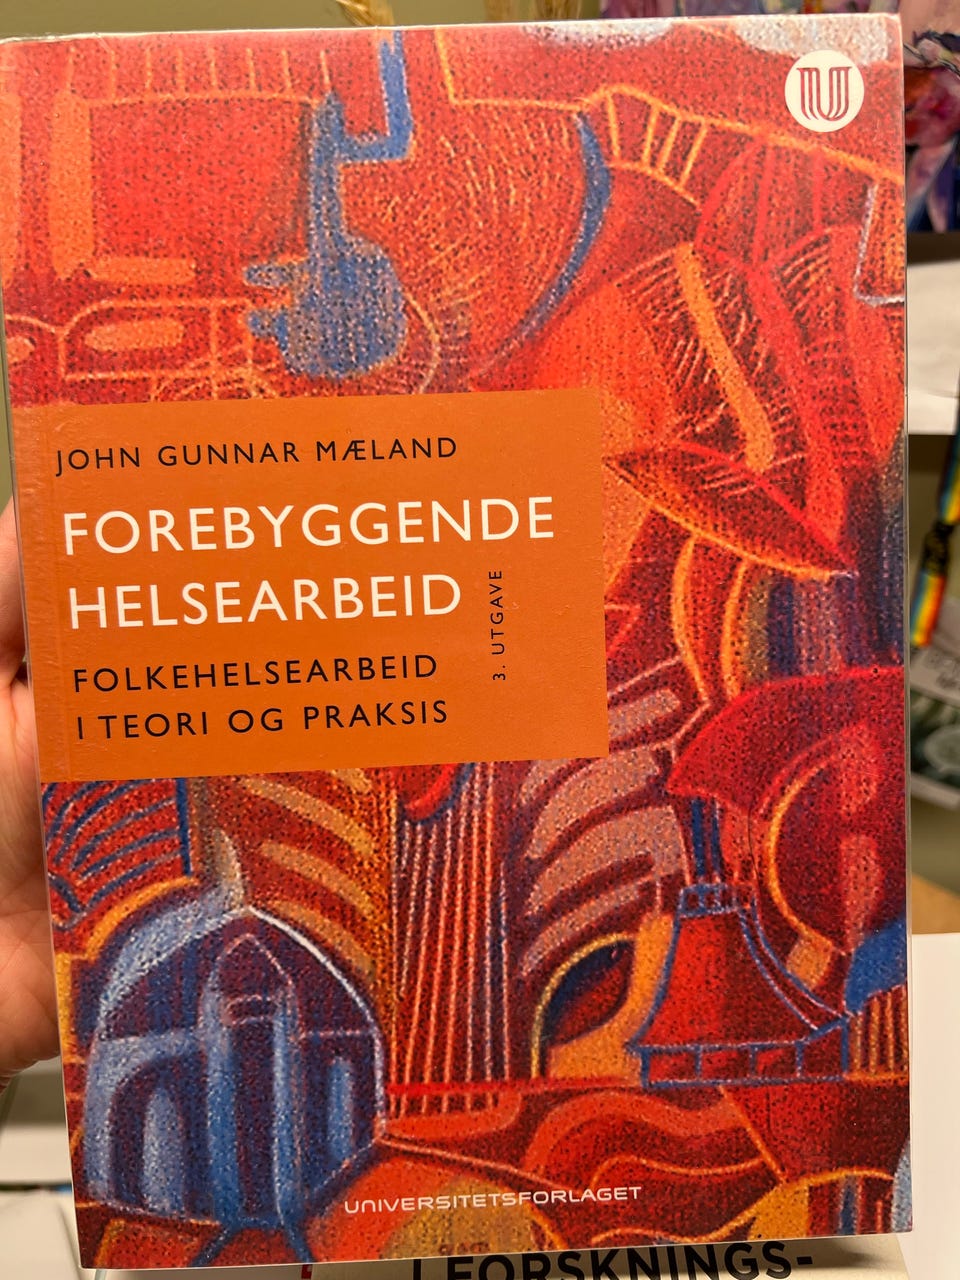 U
JOHN GUNNAR MÆLAND
FOREBYGGENDE
HELSEARBEID
3. UTGAVE
FOLKEHELSEARBEID
I TEORI OG PRAKSIS
UNIVERSITETSFORLAGET
I FORSKNINGS-